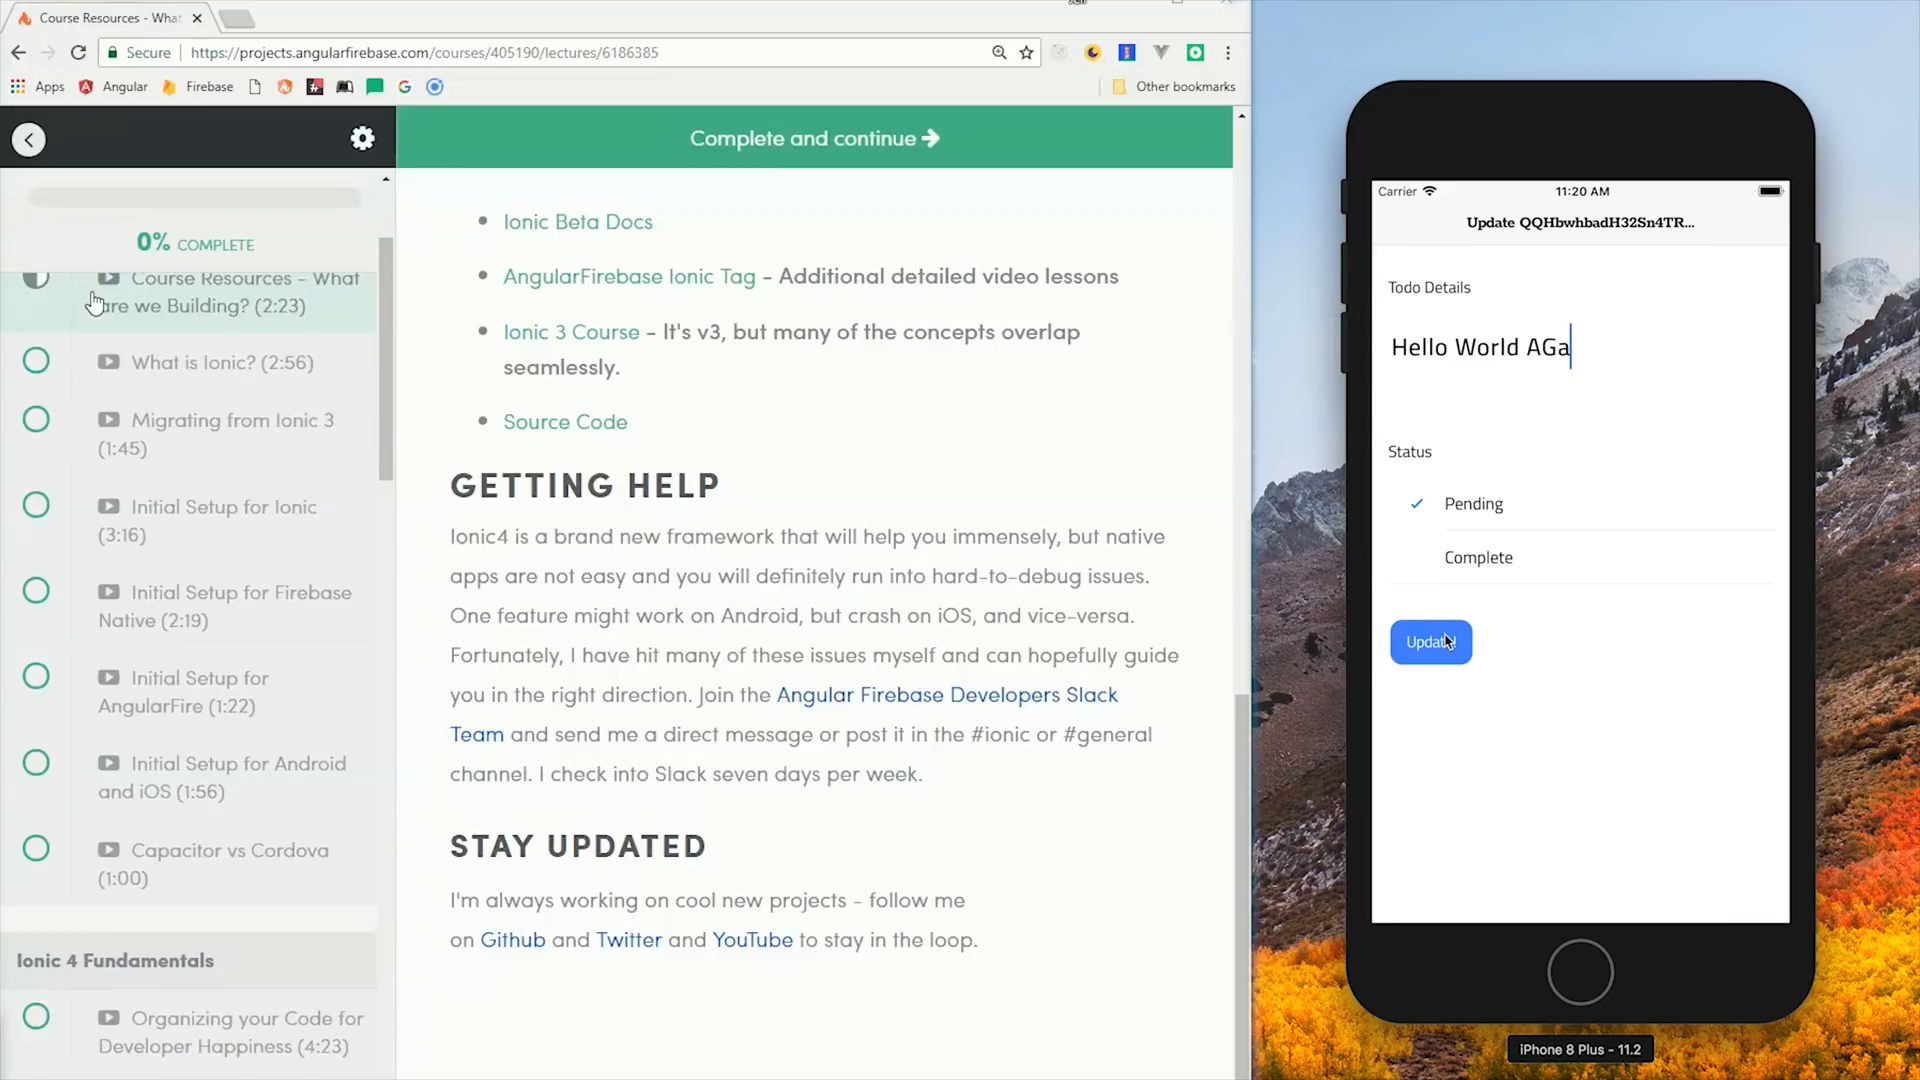 Course Resources - What
Secure
https://projects.angularfirebase.com/courses/405190/lectures/6186385
Apps
Angular
Firebase
Other bookmarks
Complete and continue
0% COMPLETE
Course Resources - What
are we Building? (2:23)
What is Ionic? (2:56)
Migrating from Ionic 3
(1:45)
Initial Setup for Ionic
(3:16)
Initial Setup for Firebase
Native (2:19)
Initial Setup for
AngularFire (1:22)
Initial Setup for Android
and iOS (1:56)
Capacitor vs Cordova
(1:00)
Ionic 4 Fundamentals
Organizing your Code for
Developer Happiness (4:23)
Ionic Beta Docs
AngularFirebase Ionic Tag - Additional detailed video lessons
Ionic 3 Course - It's v3, but many of the concepts overlap
seamlessly.
Source Code
GETTING HELP
Ionic4 is a brand new framework that will help you immensely, but native
apps are not easy and you will definitely run into hard-to-debug issues.
One feature might work on Android, but crash on iOS, and vice-versa.
Fortunately, I have hit many of these issues myself and can hopefully guide
you in the right direction. Join the Angular Firebase Developers Slack
Team and send me a direct message or post it in the #ionic or #general
channel. I check into Slack seven days per week.
STAY UPDATED
I'm always working on cool new projects - follow me
on Github and Twitter and YouTube to stay in the loop.
Carrier
11:20 AM
Update QQHbwhbadH32Sn4TR...
Todo Details
Hello World AGa
Status
Pending
Complete
iPhone 8 Plus - 11.2